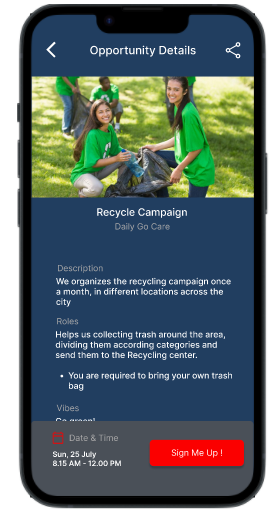 Opportunity Details
Recycle Campaign
Daily Go Care
Description
We organizes the recycling campaign once
a month, in different locations across the
city
Roles
Helps us collecting trash around the area,
dividing them according categories and
send them to the Recycling center.
• You are required to bring your own trash
bag
Vibes
Go green!
Date & Time
Sun, 25 July
8.15 AM - 12.00 PM
Sign Me Up !